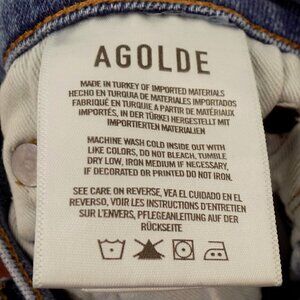 AGOLDE
MADE IN TURKEY OF IMPORTED MATERIALS
HECHO EN TURQUIA DE MATERIALES IMPORTADOS
FABRIQUÉ EN TURQUIE A PARTIR DE MATÉRIAUX
IMPORTÉS, IN DER TÜRKEI HERGESTELLT MIT
IMPORTIERTEN MATERIALIEN
MACHINE WASH COLD INSIDE OUT WITH
LIKE COLORS, DO NOT BLEACH, TUMBLE
DRY LOW, IRON MEDIUM IF NECESSARY.
IF DECORATED OR PRINTED DO NOT IRON.
SEE CARE ON REVERSE, VEA EL CUIDADO EN EL
REVERSO, VOIR LES INSTRUCTIONS D'ENTRETIEN
SUR L'ENVERS, PFLEGEANLEITUNG AUF DER
RÜCKSEITE